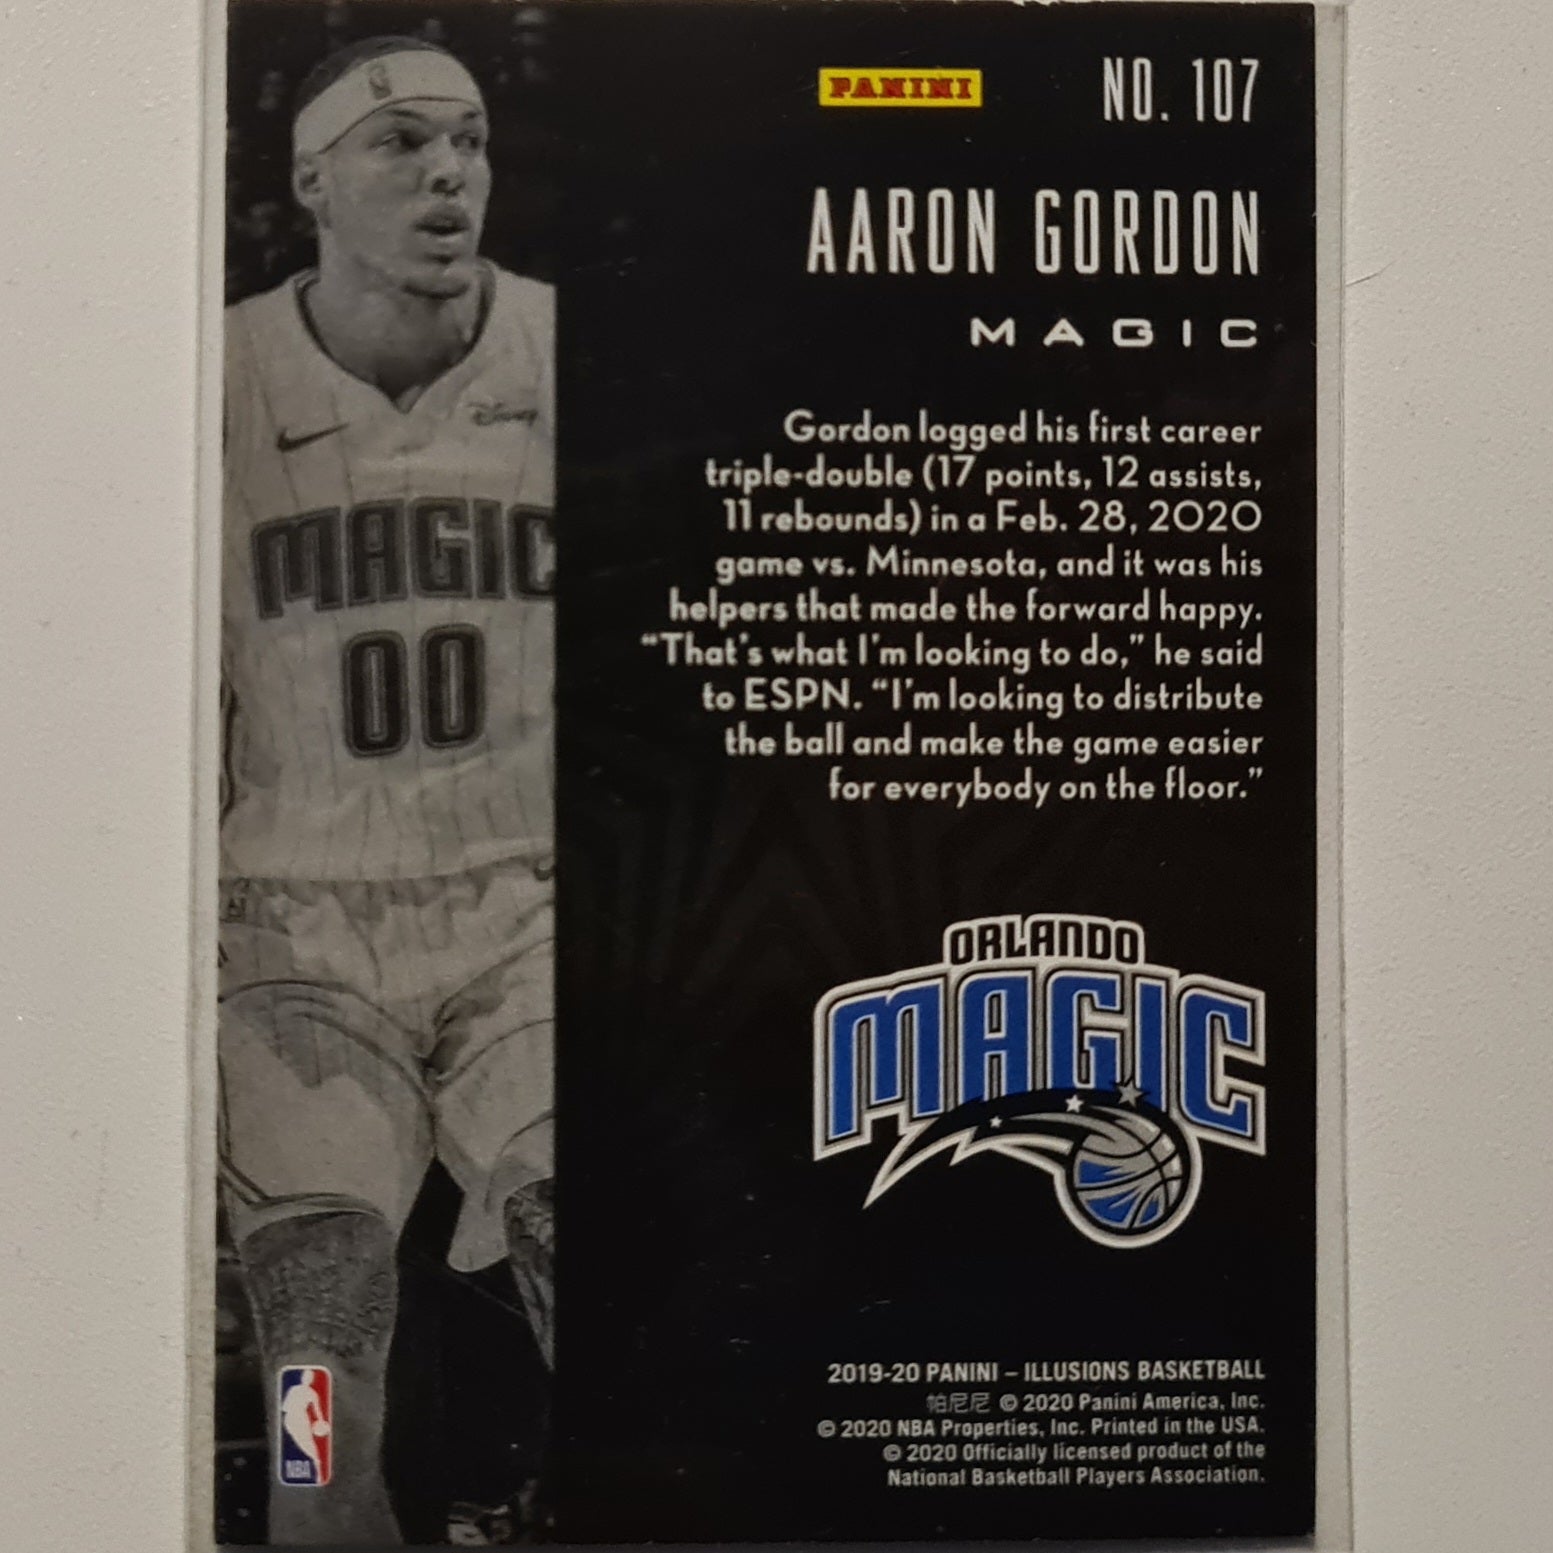 PANINI
NO. 107
AARON GORDON
MAGIC
Gordon logged his first career
triple-double (17 points, 12 assists,
11 rebounds) in a Feb. 28, 2020
game vs. Minnesota, and it was his
helpers that made the forward happy.
“That’s what I’m looking to do,” he said
to ESPN. “I’m looking to distribute
the ball and make the game easier
for everybody on the floor.”
Disney
MAGIC
00
ORLANDO
MAGIC
NBA
2019-20 PANINI – ILLUSIONS BASKETBALL
帕尼尼 © 2020 Panini America, Inc.
© 2020 NBA Properties, Inc. Printed in the USA.
© 2020 Officially licensed product of the
National Basketball Players Association.